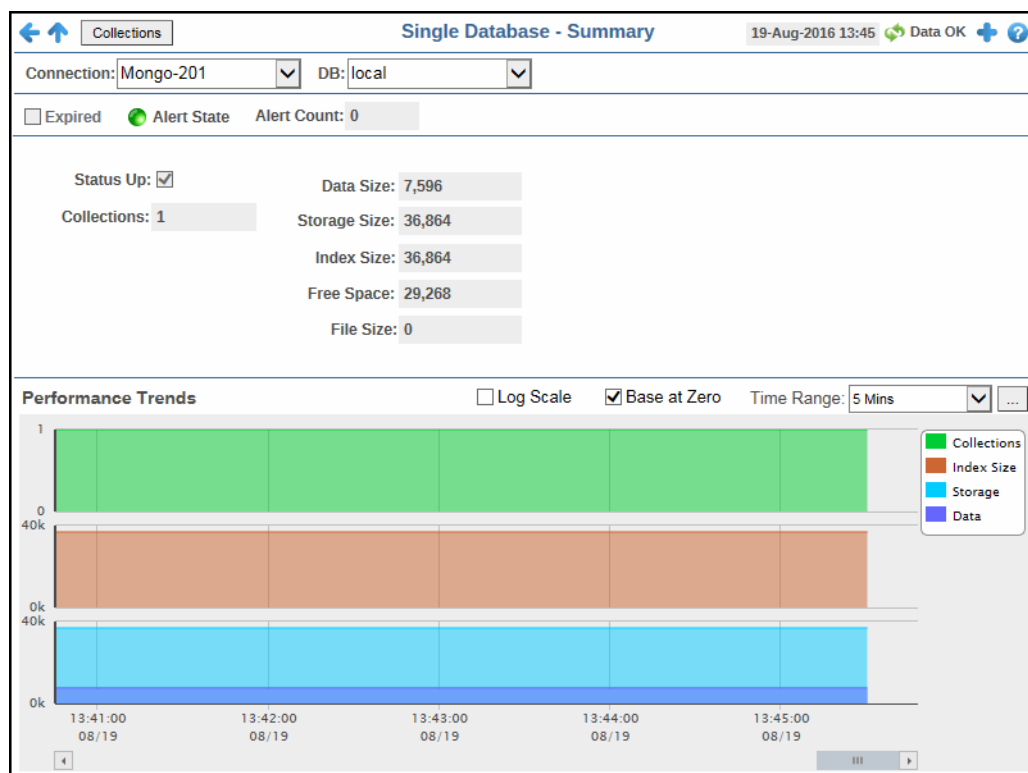 Collections Single Database - Summary 19-Aug-2016 13:45 Data OK
Connection: Mongo-201 DB: local
Expired Alert State Alert Count: 0
Status Up:
Collections: 1
Data Size: 7,596
Storage Size: 36,864
Index Size: 36,864
Free Space: 29,268
File Size: 0
Performance Trends Log Scale Base at Zero Time Range: 5 Mins ...
1
0
40k
0k
40k
0k
13:41:00 13:42:00 13:43:00 13:44:00 13:45:00
08/19 08/19 08/19 08/19 08/19
Collections
Index Size
Storage
Data